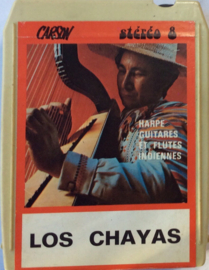 CARSON stéréo 8
HARPE
GUITARES
ET FLUTES
INDIENNES
LOS CHAYAS